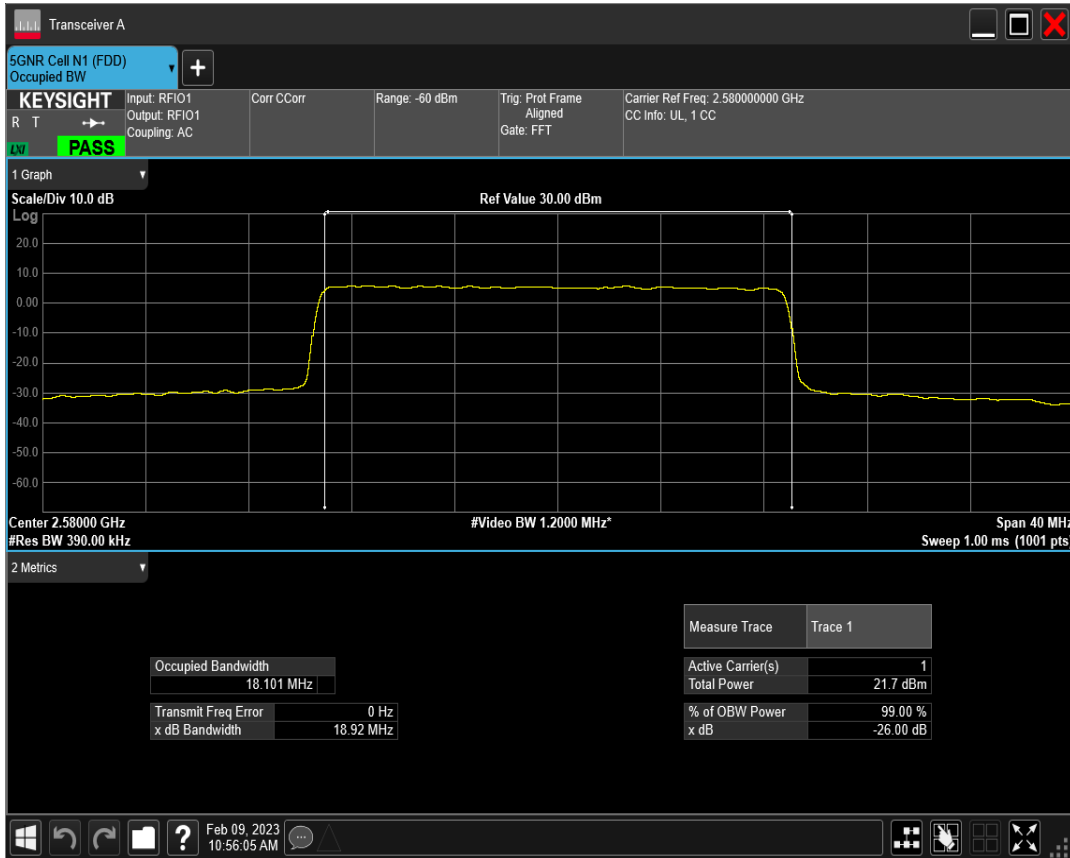 Transceiver A
5GNR Cell N1 (FDD)
Occupied BW
+
KEYSIGHT
R T
LXI
PASS
Input: RFIO1
Output: RFIO1
Coupling: AC
Corr CCorr
Range: -60 dBm
Trig: Prot Frame
Aligned
Gate: FFT
Carrier Ref Freq: 2.580000000 GHz
CC Info: UL, 1 CC
1 Graph
Scale/Div 10.0 dB
Ref Value 30.00 dBm
Log
20.0
10.0
0.00
-10.0
-20.0
-30.0
-40.0
-50.0
-60.0
Center 2.58000 GHz
#Video BW 1.2000 MHz*
Span 40 MHz
#Res BW 390.00 kHz
Sweep 1.00 ms (1001 pts)
2 Metrics
Measure Trace Trace 1
Occupied Bandwidth
18.101 MHz
Active Carrier(s) 1
Total Power 21.7 dBm
Transmit Freq Error 0 Hz
x dB Bandwidth 18.92 MHz
% of OBW Power 99.00 %
x dB -26.00 dB
?
Feb 09, 2023
10:56:05 AM